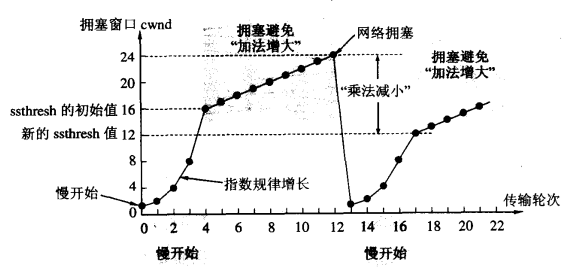 拥塞窗口 cwnd
拥塞避免
“加法增大”
网络拥塞
拥塞避免
“加法增大”
24
20
ssthresh 的初始值 16
“乘法减小”
新的 ssthresh 值 12
8
4
指数规律增长
慢开始
0
0 2 4 6 8 10 12 14 16 18 20 22
传输轮次
慢开始
慢开始